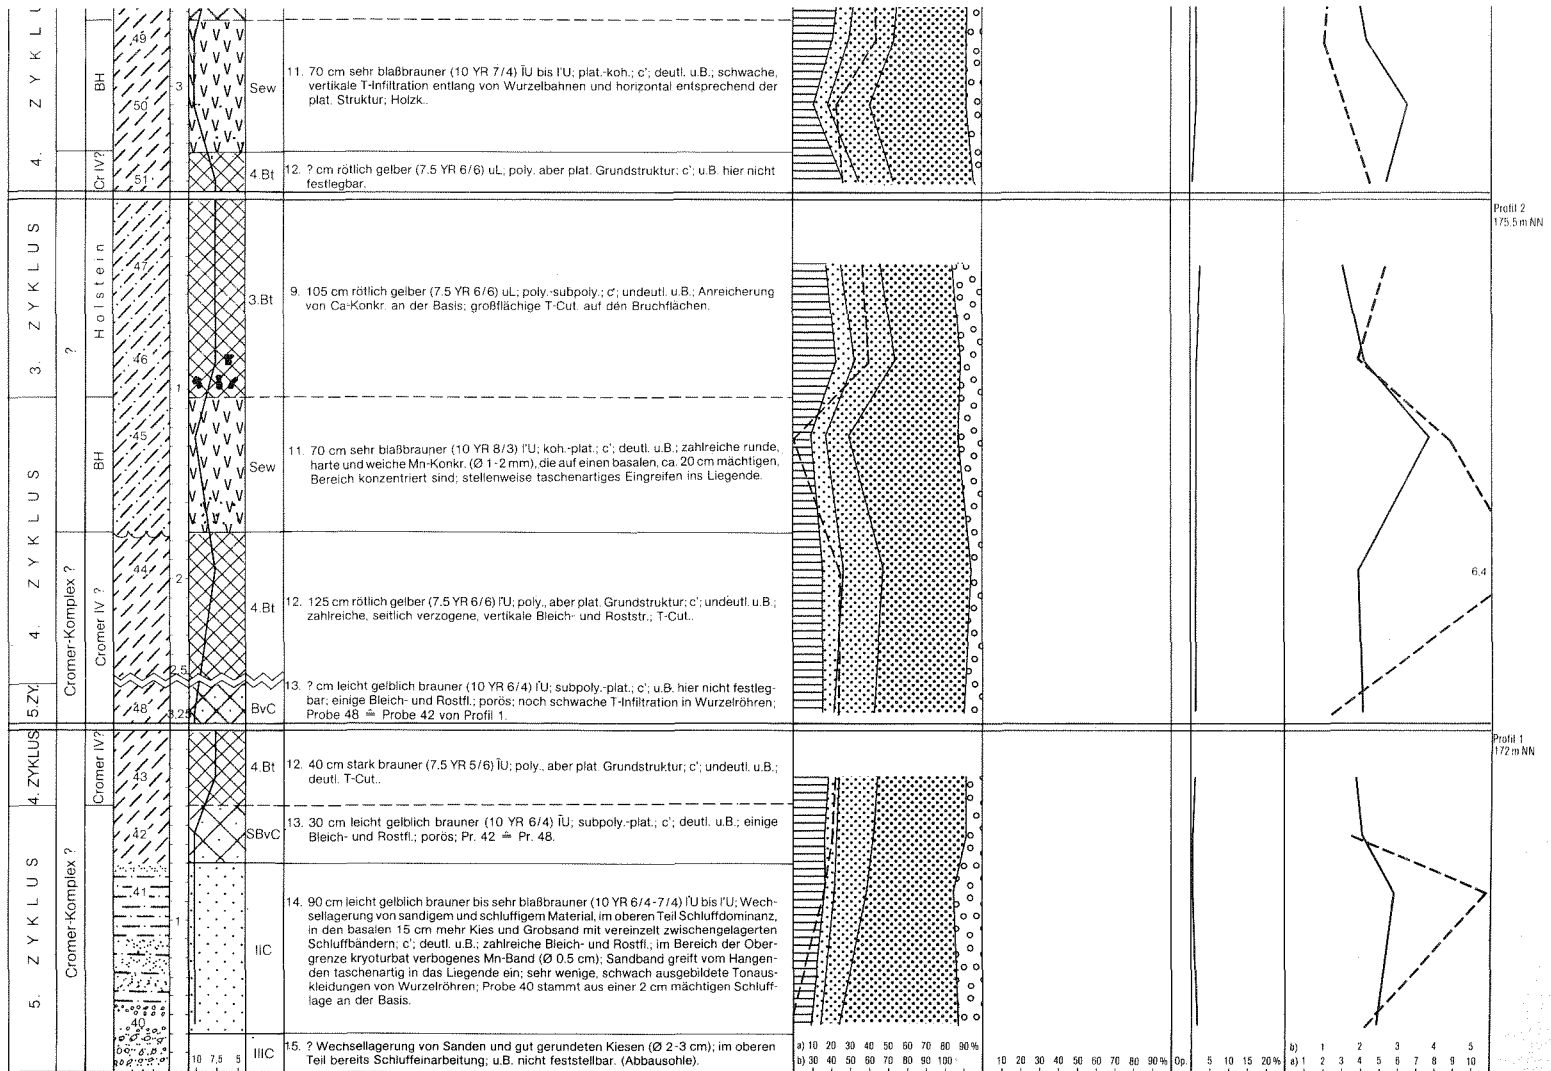 4. ZYKLU
BH
49
3
50
Sew
11. 70 cm sehr blaßbrauner (10 YR 7/4) l̄U bis l'U; plat.-koh.; c'; deutl. u.B.; schwache,
vertikale T-Infiltration entlang von Wurzelbahnen und horizontal entsprechend der
plat. Struktur; Holzk..
Cr IV?
51
4.Bt
12. ? cm rötlich gelber (7.5 YR 6/6) uL; poly. aber plat. Grundstruktur: c'; u.B. hier nicht
festlegbar.
Profil 2
175.5 m NN
3. ZYKLUS
?
Holstein
47
46
1
3.Bt
9. 105 cm rötlich gelber (7.5 YR 6/6) uL; poly.-subpoly.; c'; undeutl. u.B.; Anreicherung
von Ca-Konkr. an der Basis; großflächige T-Cut. auf den Bruchflächen.
4. ZYKLUS
BH
45
Sew
11. 70 cm sehr blaßbrauner (10 YR 8/3) l'U; koh.-plat.; c'; deutl. u.B.; zahlreiche runde,
harte und weiche Mn-Konkr. (Ø 1-2 mm), die auf einen basalen, ca. 20 cm mächtigen,
Bereich konzentriert sind; stellenweise taschenartiges Eingreifen ins Liegende.
Cromer-Komplex ?
Cromer IV ?
44
2
2.5
4.Bt
12. 125 cm rötlich gelber (7.5 YR 6/6) l̄'U; poly., aber plat. Grundstruktur; c'; undeutl. u.B.;
zahlreiche, seitlich verzogene, vertikale Bleich- und Roststr.; T-Cut..
6.4
5.ZY.
48
3.25
BvC
13. ? cm leicht gelblich brauner (10 YR 6/4) l̄U; subpoly.-plat.; c'; u.B. hier nicht festleg-
bar; einige Bleich- und Rostfl.; porös; noch schwache T-Infiltration in Wurzelröhren;
Probe 48 ≙ Probe 42 von Profil 1.
Profil 1
172 m NN
4. ZYKLUS
Cromer IV?
43
4.Bt
12. 40 cm stark brauner (7.5 YR 5/6) l̄U; poly., aber plat. Grundstruktur; c'; undeutl. u.B.;
deutl. T-Cut..
5. ZYKLUS
Cromer-Komplex ?
42
SBvC
13. 30 cm leicht gelblich brauner (10 YR 6/4) l̄U; subpoly.-plat.; c'; deutl. u.B.; einige
Bleich- und Rostfl.; porös; Pr. 42 ≙ Pr. 48.
41
1
40
IIC
14. 90 cm leicht gelblich brauner bis sehr blaßbrauner (10 YR 6/4-7/4) l̄'U bis l'U; Wech-
sellagerung von sandigem und schluffigem Material, im oberen Teil Schluffdominanz,
in den basalen 15 cm mehr Kies und Grobsand mit vereinzelt zwischengelagerten
Schluffbändern; c'; deutl. u.B.; zahlreiche Bleich- und Rostfl.; im Bereich der Ober-
grenze kryoturbat verbogenes Mn-Band (Ø 0.5 cm); Sandband greift vom Hangen-
den taschenartig in das Liegende ein; sehr wenige, schwach ausgebildete Tonaus-
kleidungen von Wurzelröhren; Probe 40 stammt aus einer 2 cm mächtigen Schluff-
lage an der Basis.
10 7,5 5
IIIC
15. ? Wechsellagerung von Sanden und gut gerundeten Kiesen (Ø 2-3 cm); im oberen
Teil bereits Schluffeinarbeitung; u.B. nicht feststellbar. (Abbausohle).
a) 10 20 30 40 50 60 70 80 90 %
b) 30 40 50 60 70 80 90 100
10 20 30 40 50 60 70 80 90 %
Op.
5 10 15 20 %
b) 1 2 3 4 5
a) 1 2 3 4 5 6 7 8 9 10